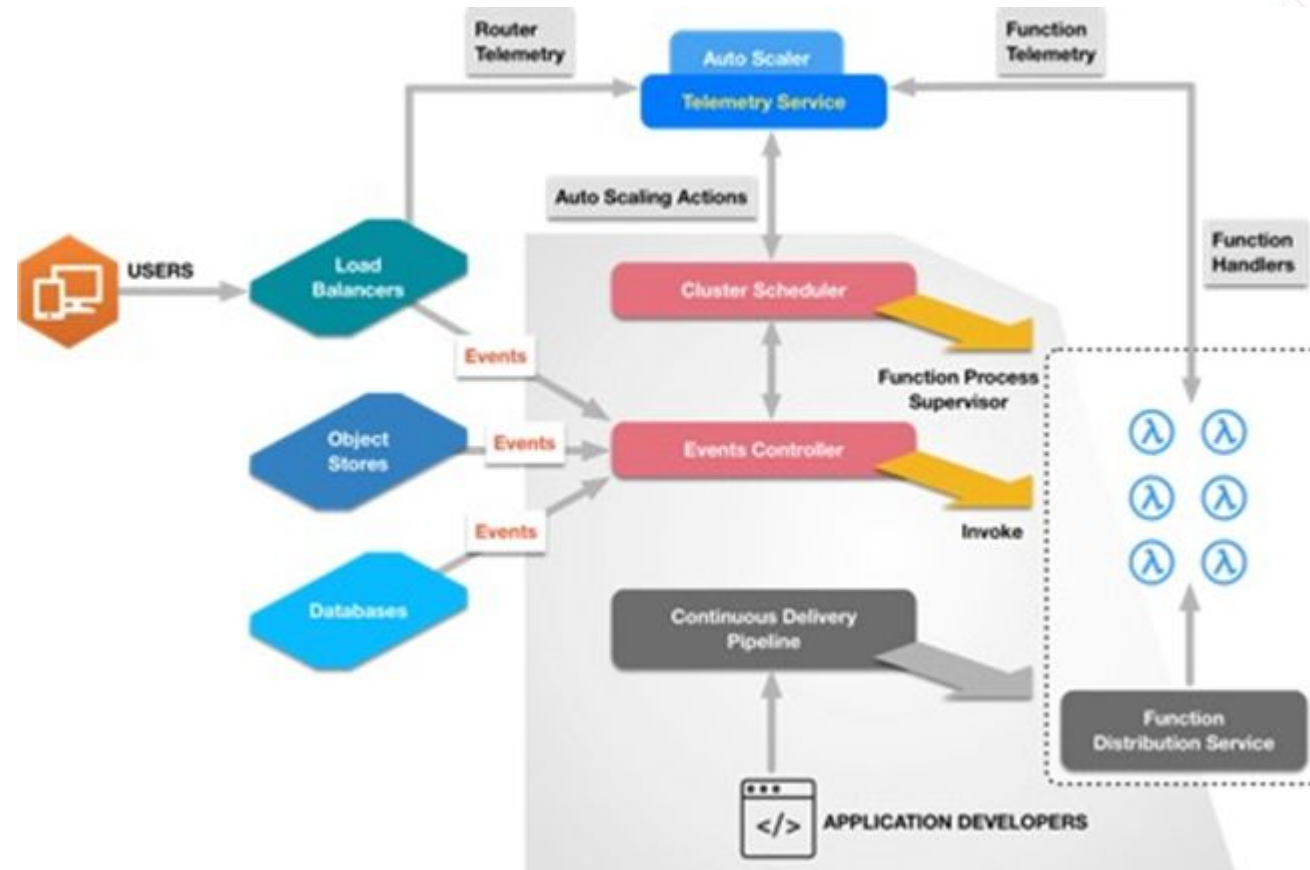 Router
Telemetry
Auto Scaler
Telemetry Service
Function
Telemetry
Auto Scaling Actions
USERS
Load
Balancers
Function
Handlers
Cluster Scheduler
Events
Function Process
Supervisor
Object
Stores
Events
Events Controller
λ λ
λ λ
λ λ
Events
Invoke
Databases
Continuous Delivery
Pipeline
Function
Distribution Service
</>
APPLICATION DEVELOPERS